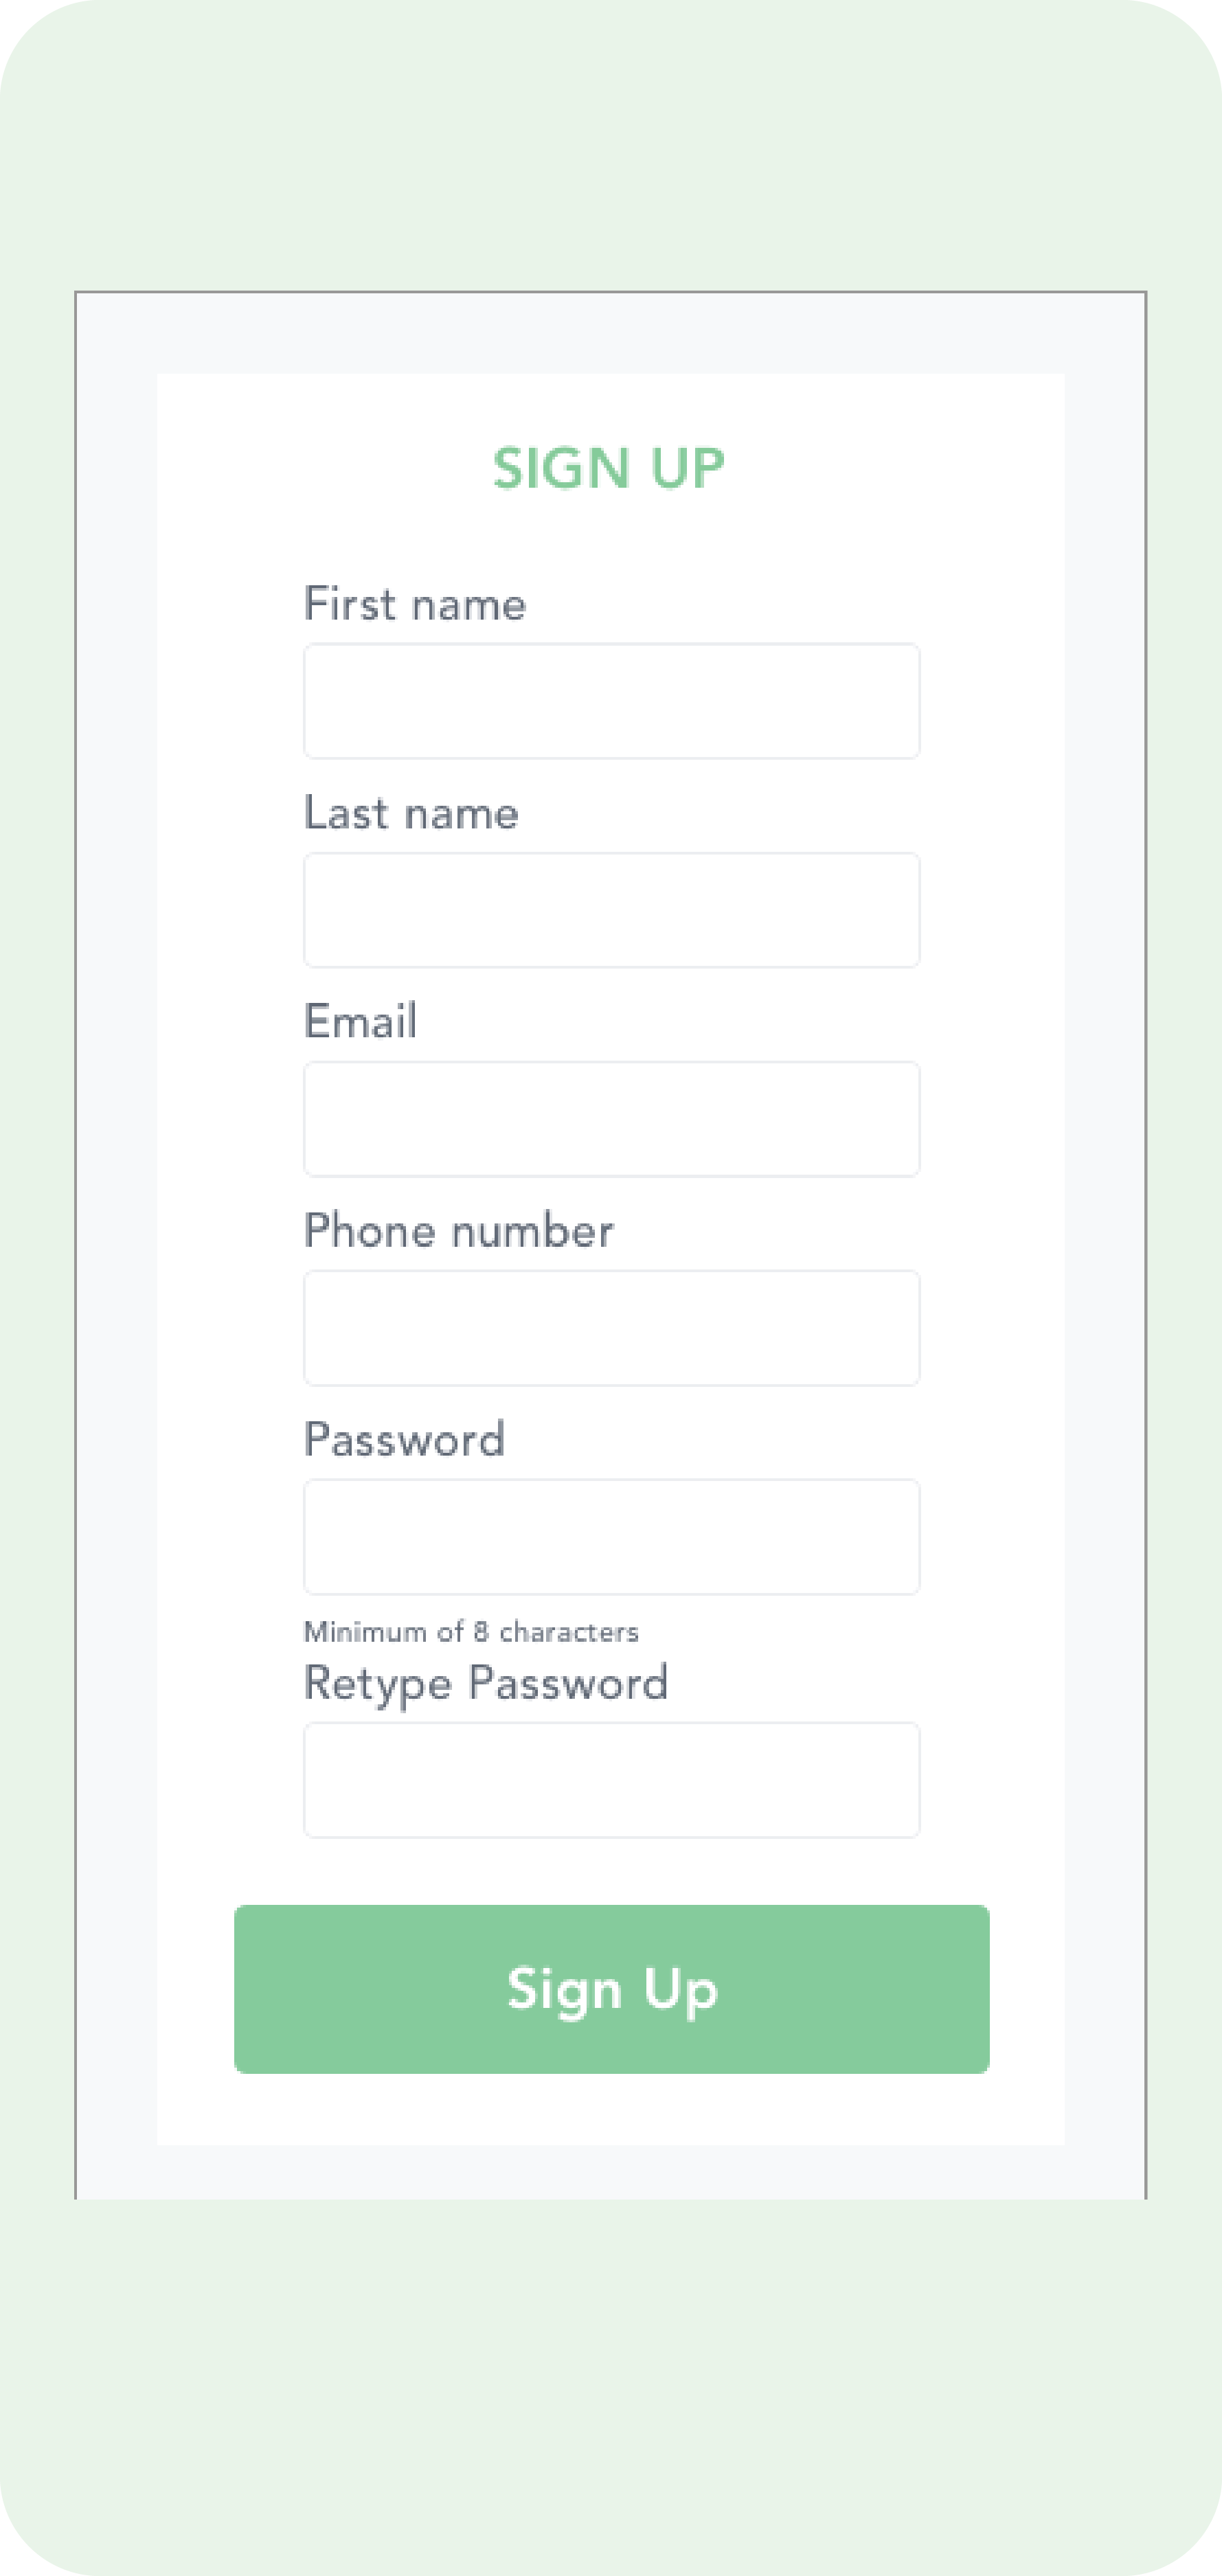 SIGN UP
First name
Last name
Email
Phone number
Password
Minimum of 8 characters
Retype Password
Sign Up